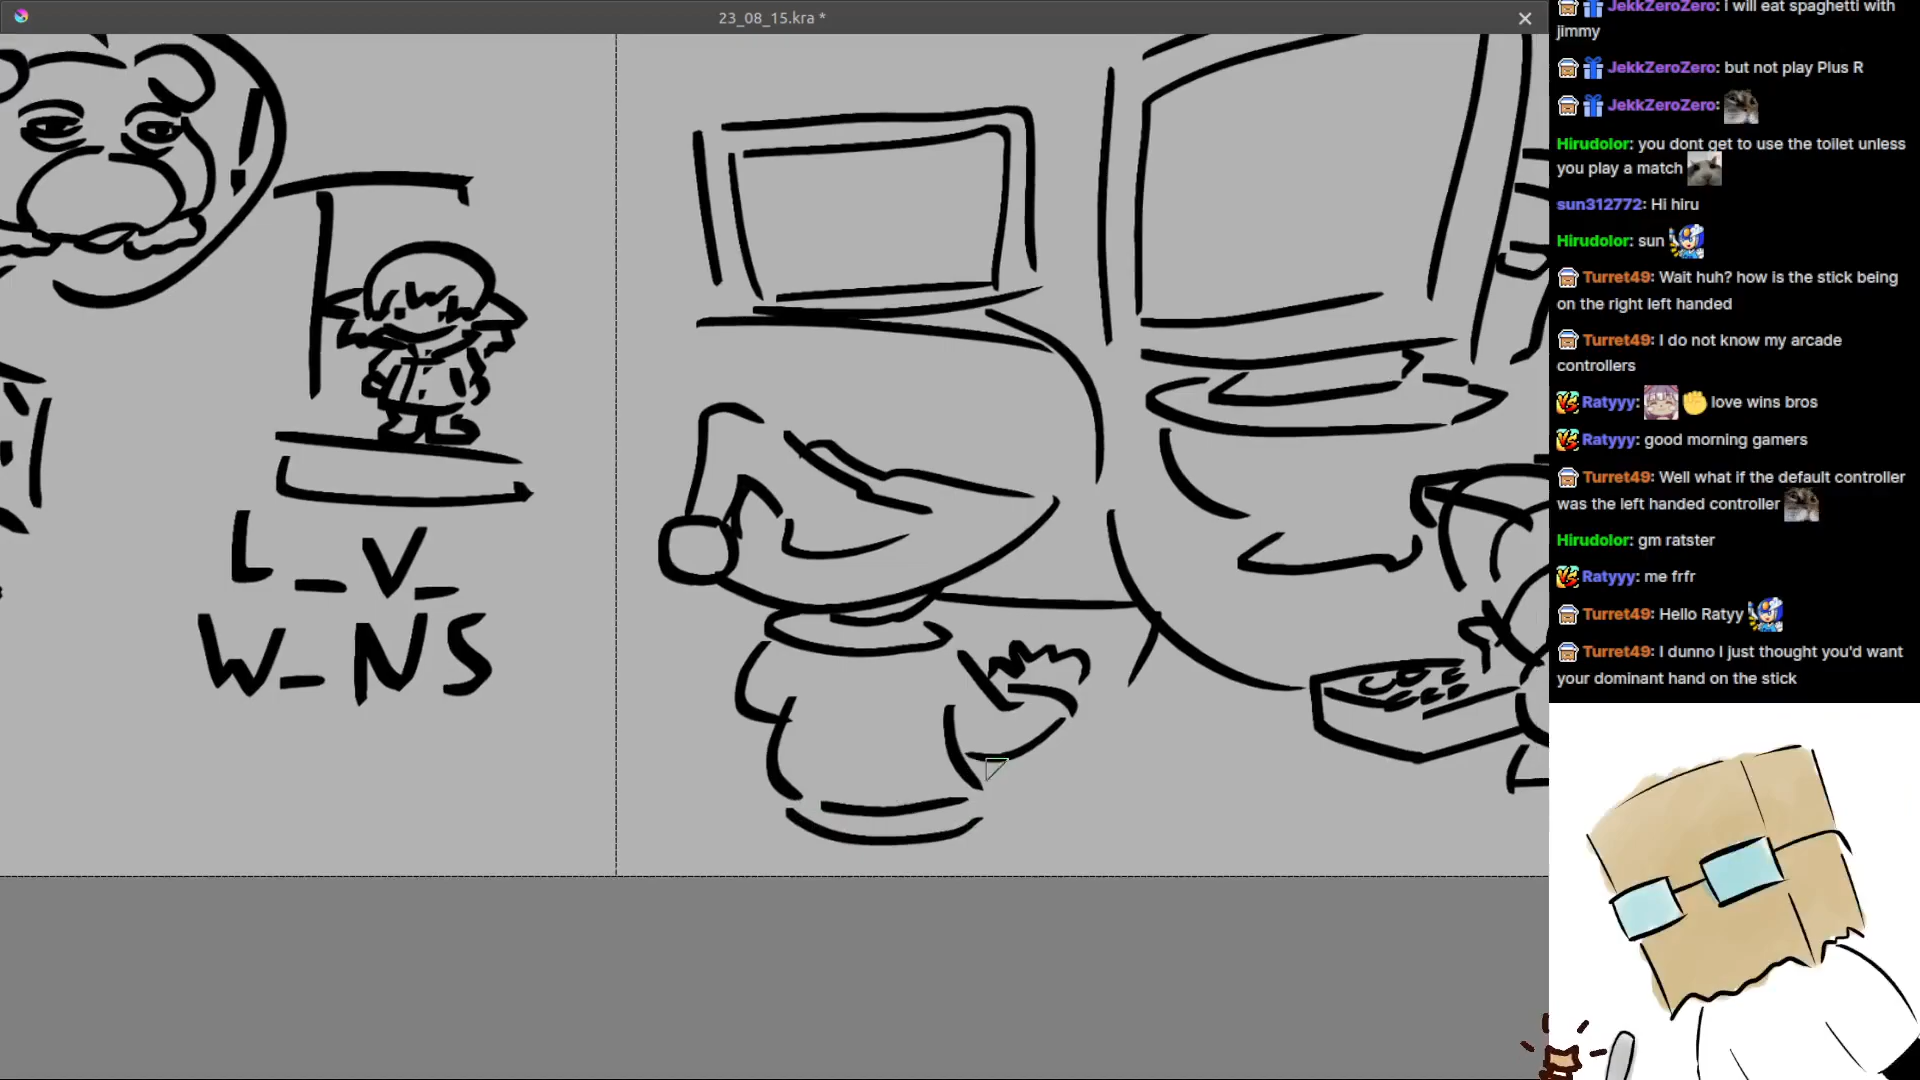 23_08_15.kra *
L_V_
W_NS
JekkZeroZero: i will eat spaghetti with
jimmy
JekkZeroZero: but not play Plus R
JekkZeroZero:
Hirudolor: you dont get to use the toilet unless
you play a match
sun312772: Hi hiru
Hirudolor: sun
Turret49: Wait huh? how is the stick being
on the right left handed
Turret49: I do not know my arcade
controllers
Ratyyy: love wins bros
Ratyyy: good morning gamers
Turret49: Well what if the default controller
was the left handed controller
Hirudolor: gm ratster
Ratyyy: me frfr
Turret49: Hello Ratyy
Turret49: I dunno I just thought you'd want
your dominant hand on the stick